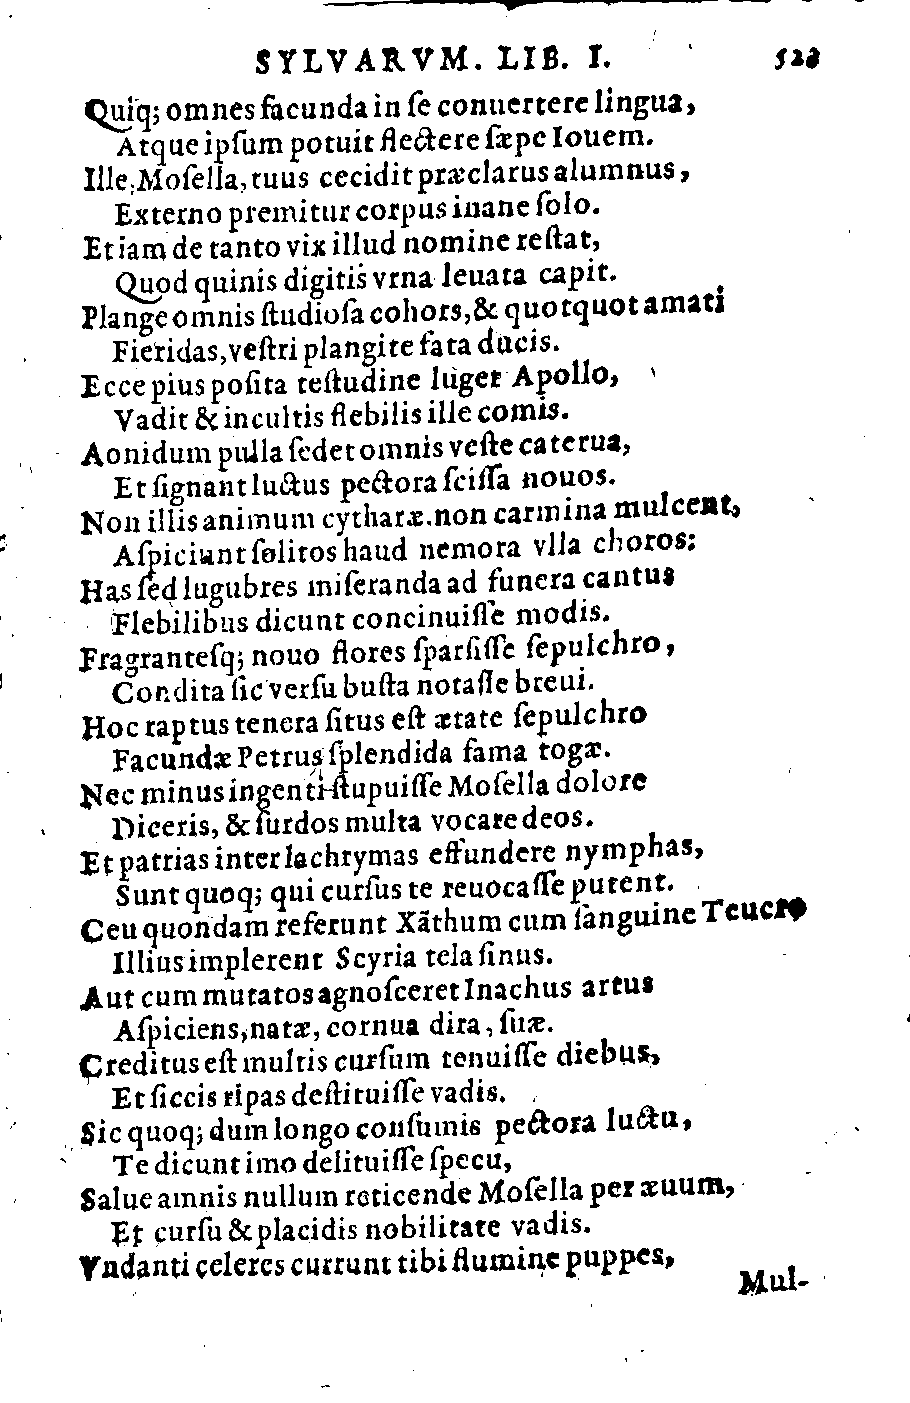 SYLVARVM. LIB. I. 523
Quiq; omnes facunda in se conuertere lingua,
Atque ipſum potuit flectere ſæpe Iouem.
Ille, Moſella, tuus cecidit præclarus alumnus,
Externo premitur corpus inane ſolo.
Et iam de tanto vix illud nomine reſtat,
Quod quinis digitis vrna leuata capit.
Plange omnis ſtudioſa cohors, & quotquot amati
Pieridas, veſtri plangite fata ducis.
Ecce pius poſita teſtudine luget Apollo,
Vadit & incultis flebilis ille comis.
Aonidum pulla ſedet omnis veſte caterua,
Et ſignant luctus pectora ſciſſa nouos.
Non illis animum cytharæ. non carmina mulcent,
Aſpiciunt ſolitos haud nemora vlla choros:
Has ſed lugubres miſeranda ad funera cantus
Flebilibus dicunt concinuiſſe modis.
Fragranteſq; nouo flores ſparſiſſe ſepulchro,
Condita ſic verſu buſta notaſſe breui.
Hoc raptus tenera ſitus eſt ætate ſepulchro
Facundæ Petrus ſplendida fama togæ.
Nec minus ingenti ſtupuiſſe Moſella dolore
Diceris, & ſurdos multa vocare deos.
Et patrias inter lachrymas effundere nymphas,
Sunt quoq; qui curſus te reuocaſſe putent.
Ceu quondam referunt Xãthum cum ſanguine Teucro
Illius implerent Scyria tela ſinus.
Aut cum mutatos agnoſceret Inachus artus
Aſpiciens, natæ, cornua dira, ſuæ.
Creditus eſt multis curſum tenuiſſe diebus,
Et ſiccis ripas deſtituiſſe vadis.
Sic quoq; dum longo conſumis pectora luctu,
Te dicunt imo delituiſſe ſpecu,
Salue amnis nullum reticende Moſella per æuum,
Et curſu & placidis nobilitate vadis.
Vndanti celeres currunt tibi flumine puppes,
Mul-